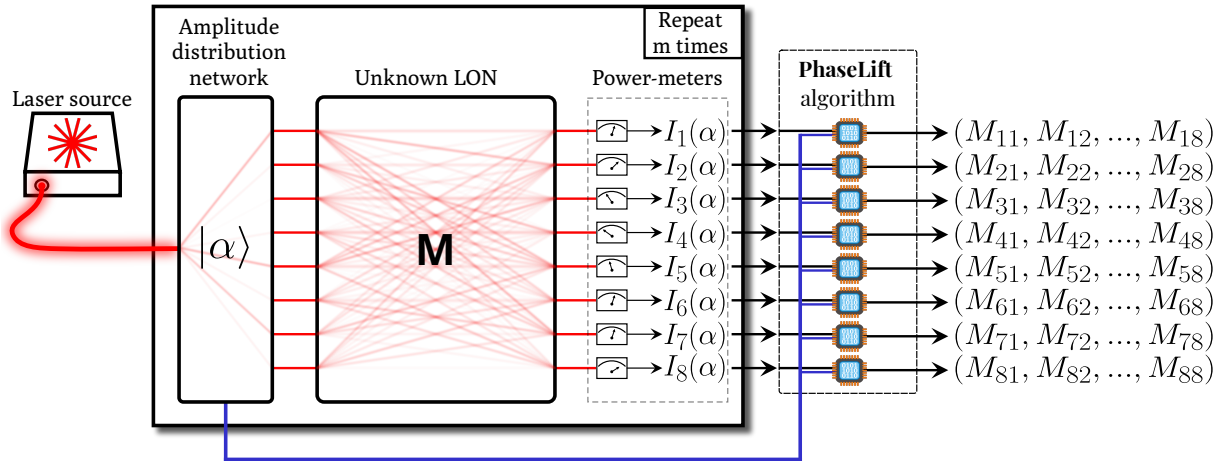 Amplitude
distribution
network
Repeat
m times
Laser source
Unknown LON
Power-meters
PhaseLift
algorithm
|α⟩
M
I₁(α)
I₂(α)
I₃(α)
I₄(α)
I₅(α)
I₆(α)
I₇(α)
I₈(α)
(M₁₁, M₁₂, ..., M₁₈)
(M₂₁, M₂₂, ..., M₂₈)
(M₃₁, M₃₂, ..., M₃₈)
(M₄₁, M₄₂, ..., M₄₈)
(M₅₁, M₅₂, ..., M₅₈)
(M₆₁, M₆₂, ..., M₆₈)
(M₇₁, M₇₂, ..., M₇₈)
(M₈₁, M₈₂, ..., M₈₈)